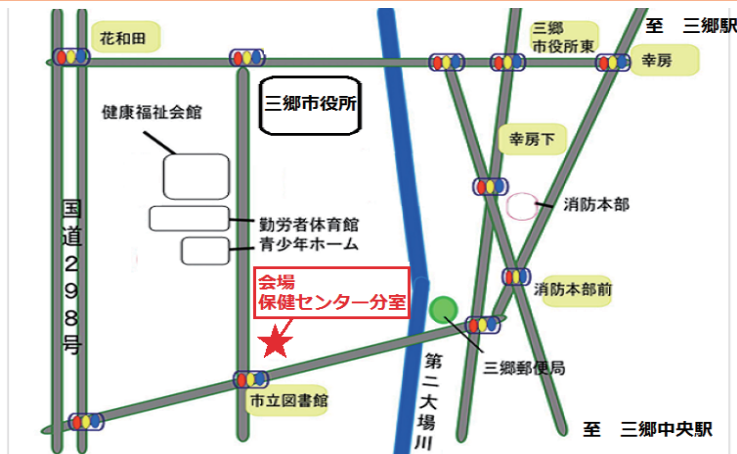 花和田
三郷
市役所東
至　三郷駅
幸房
三郷市役所
健康福祉会館
幸房下
消防本部
国道298号
勤労者体育館
青少年ホーム
会場
保健センター分室
消防本部前
三郷郵便局
第二大場川
市立図書館
至　三郷中央駅